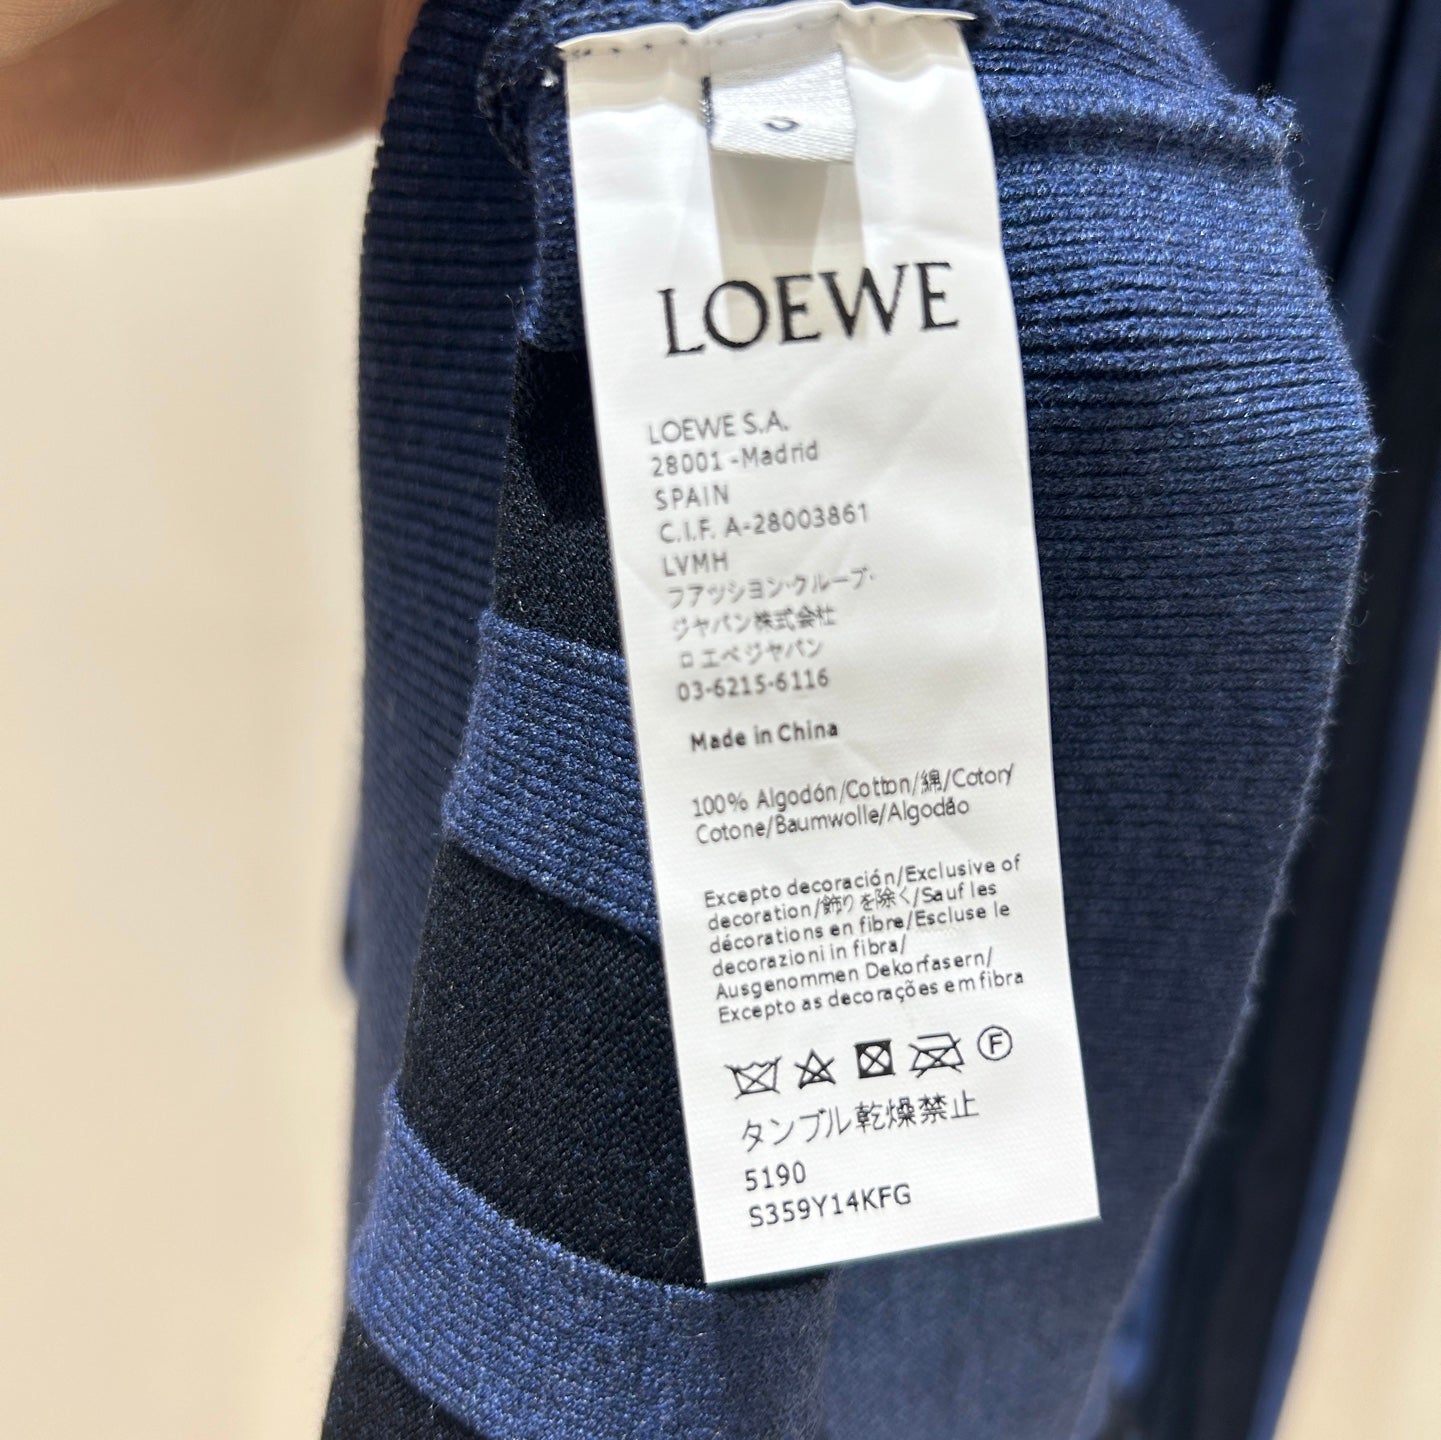 LOEWE
LOEWE S.A.
28001 -Madrid
SPAIN
C.I.F. A-28003861
LVMH
フアッション·クループ·
ジャパン株式会社
ロエベジャパン
03-6215-6116
Made in China
100% Algodón/Cotton/綿/Coton/
Cotone/Baumwolle/Algodão
Excepto decoración/Exclusive of
decoration/飾りを除く/Sauf les
décorations en fibre/Escluse le
decorazioni in fibra/
Ausgenommen Dekorfasern/
Excepto as decorações em fibra
F
タンブル乾燥禁止
5190
S359Y14KFG